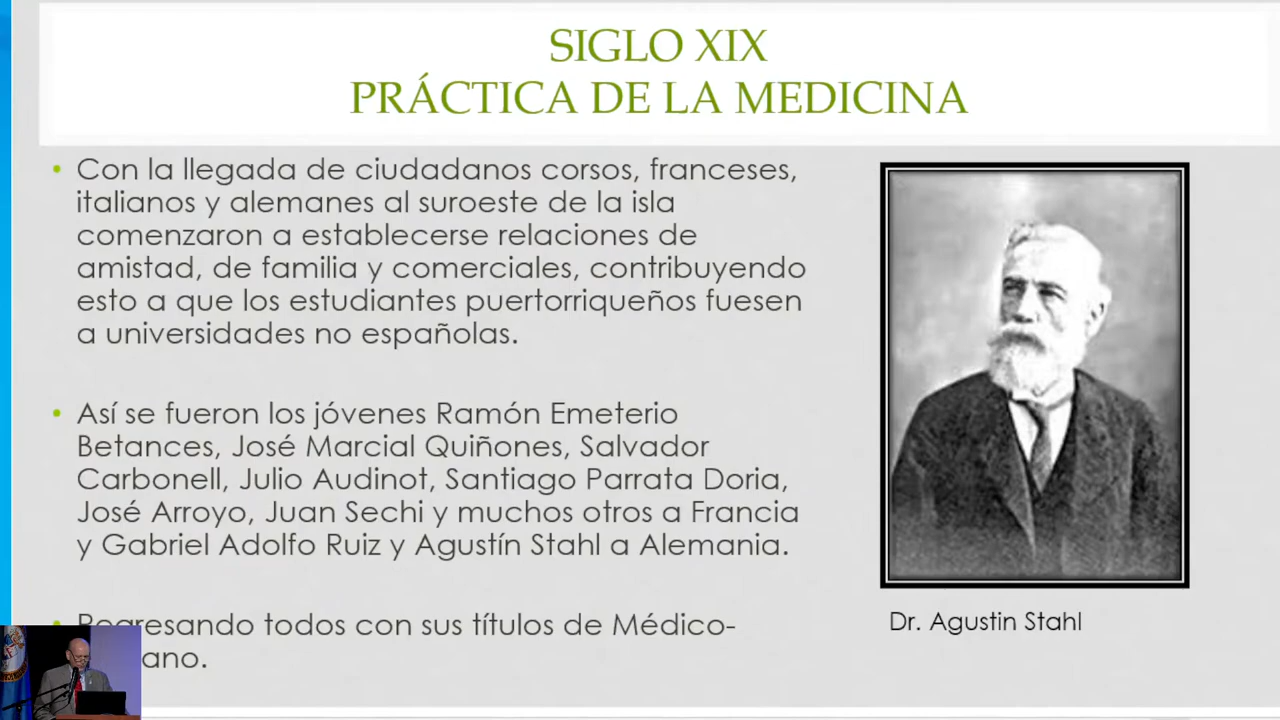 SIGLO XIX
PRÁCTICA DE LA MEDICINA
• Con la llegada de ciudadanos corsos, franceses,
italianos y alemanes al suroeste de la isla
comenzaron a establecerse relaciones de
amistad, de familia y comerciales, contribuyendo
esto a que los estudiantes puertorriqueños fuesen
a universidades no españolas.
• Así se fueron los jóvenes Ramón Emeterio
Betances, José Marcial Quiñones, Salvador
Carbonell, Julio Audinot, Santiago Parrata Doria,
José Arroyo, Juan Sechi y muchos otros a Francia
y Gabriel Adolfo Ruiz y Agustín Stahl a Alemania.
• Regresando todos con sus títulos de Médico-
ano.
Dr. Agustin Stahl